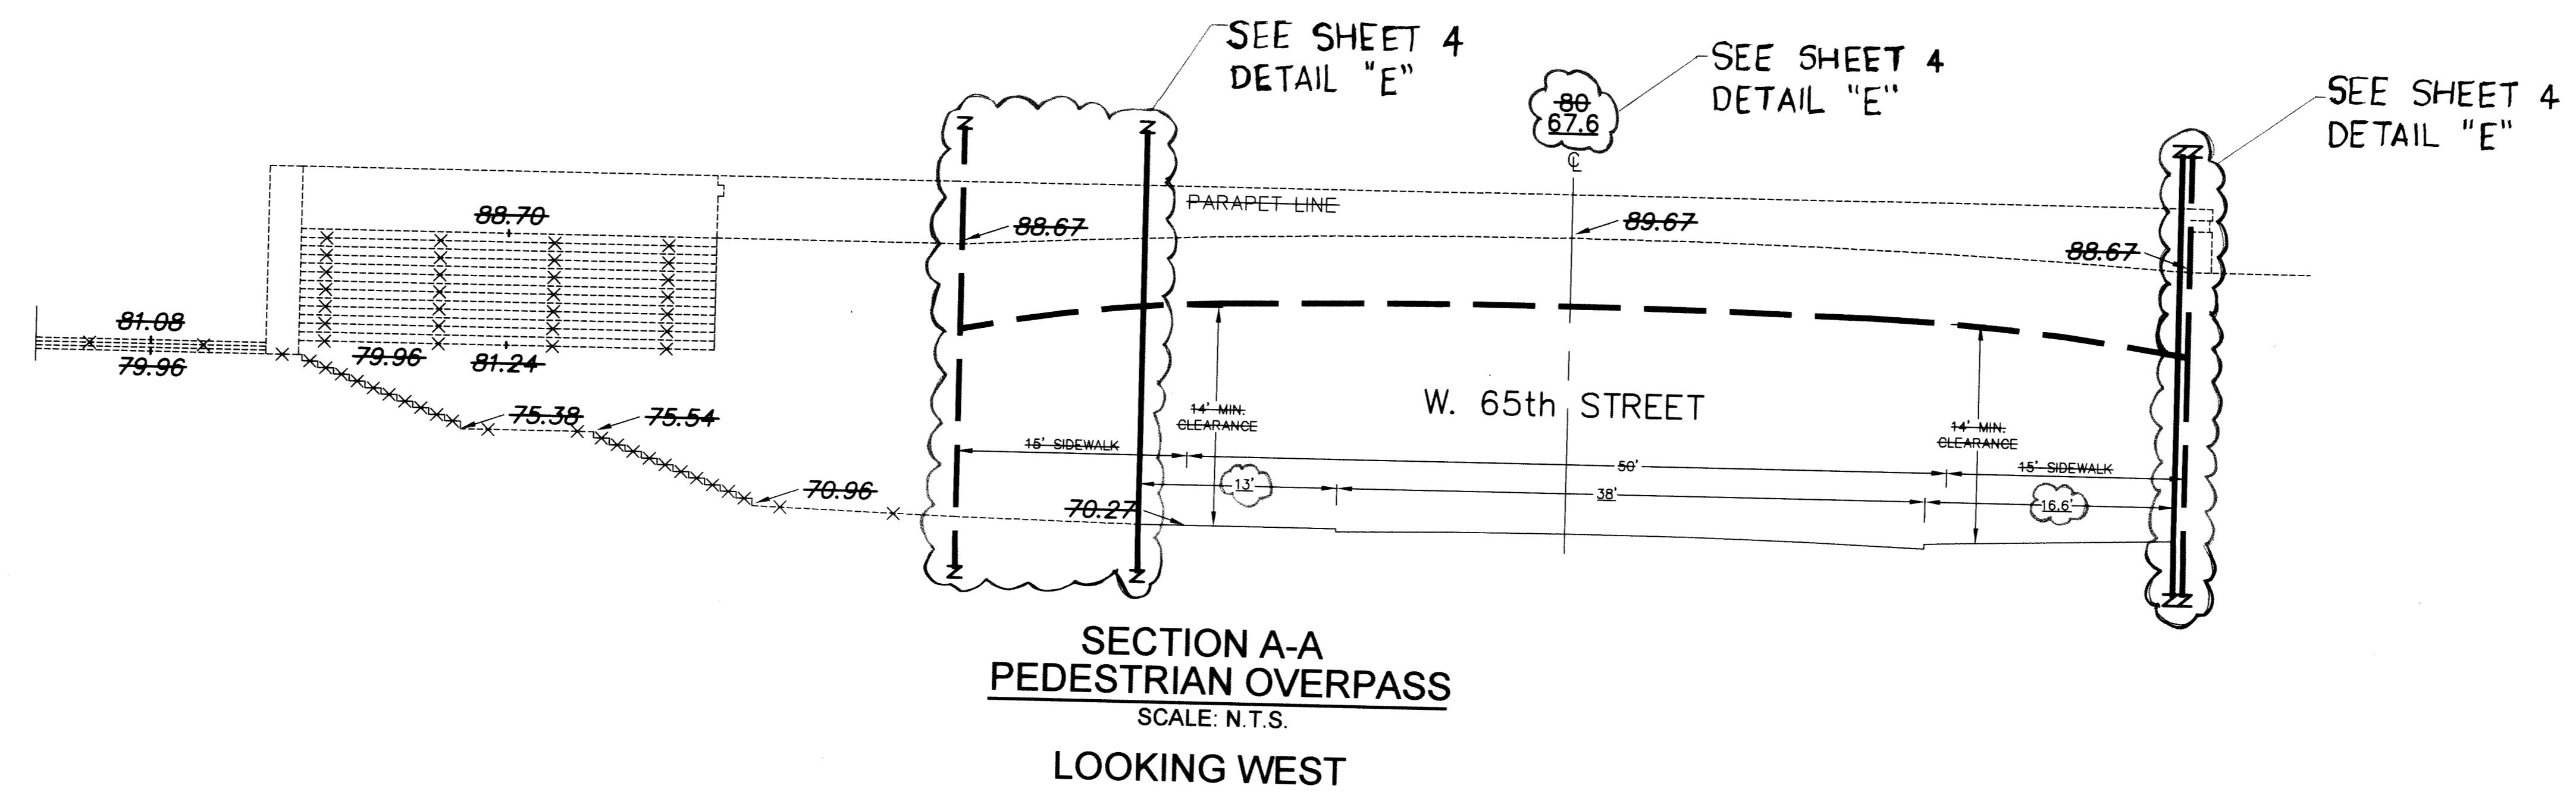 SEE SHEET 4
DETAIL "E"
SEE SHEET 4
DETAIL "E"
SEE SHEET 4
DETAIL "E"
80
67.6
℄
PARAPET LINE
88.70
88.67
89.67
88.67
81.08
79.96
79.96
81.24
75.38
75.54
70.96
70.27
14' MIN.
CLEARANCE
W. 65th STREET
14' MIN.
CLEARANCE
15' SIDEWALK
50'
15' SIDEWALK
13'
38'
16.6'
SECTION A-A
PEDESTRIAN OVERPASS
SCALE: N.T.S.
LOOKING WEST